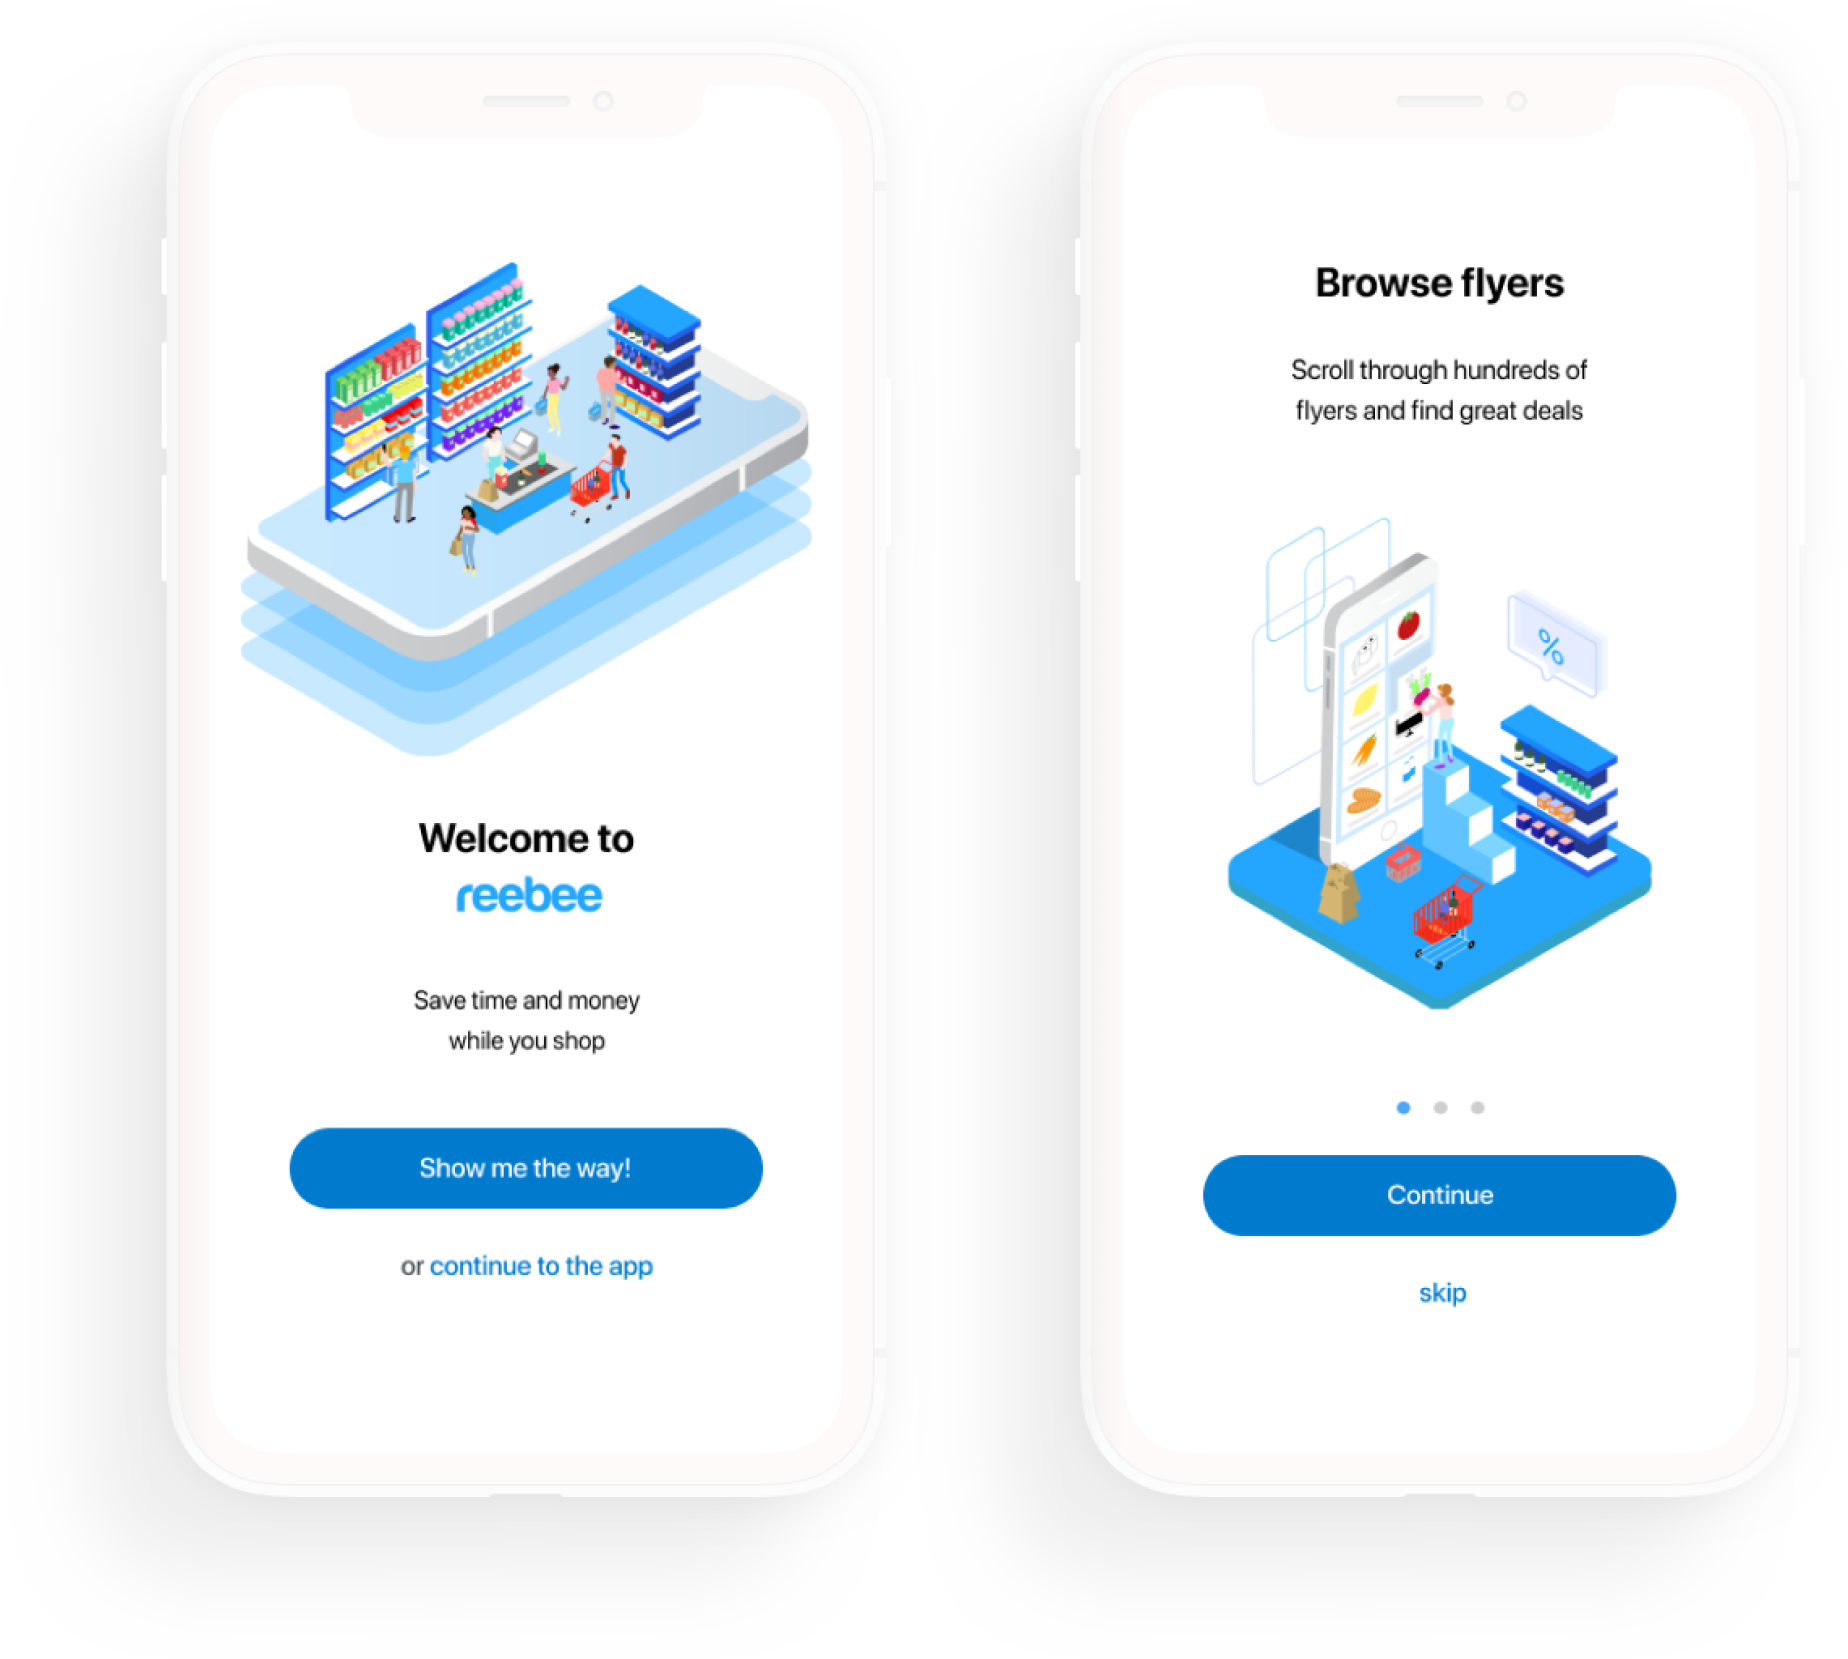 Welcome to
reebee
Save time and money
while you shop
Show me the way!
or continue to the app
Browse flyers
Scroll through hundreds of
flyers and find great deals
%
Continue
skip